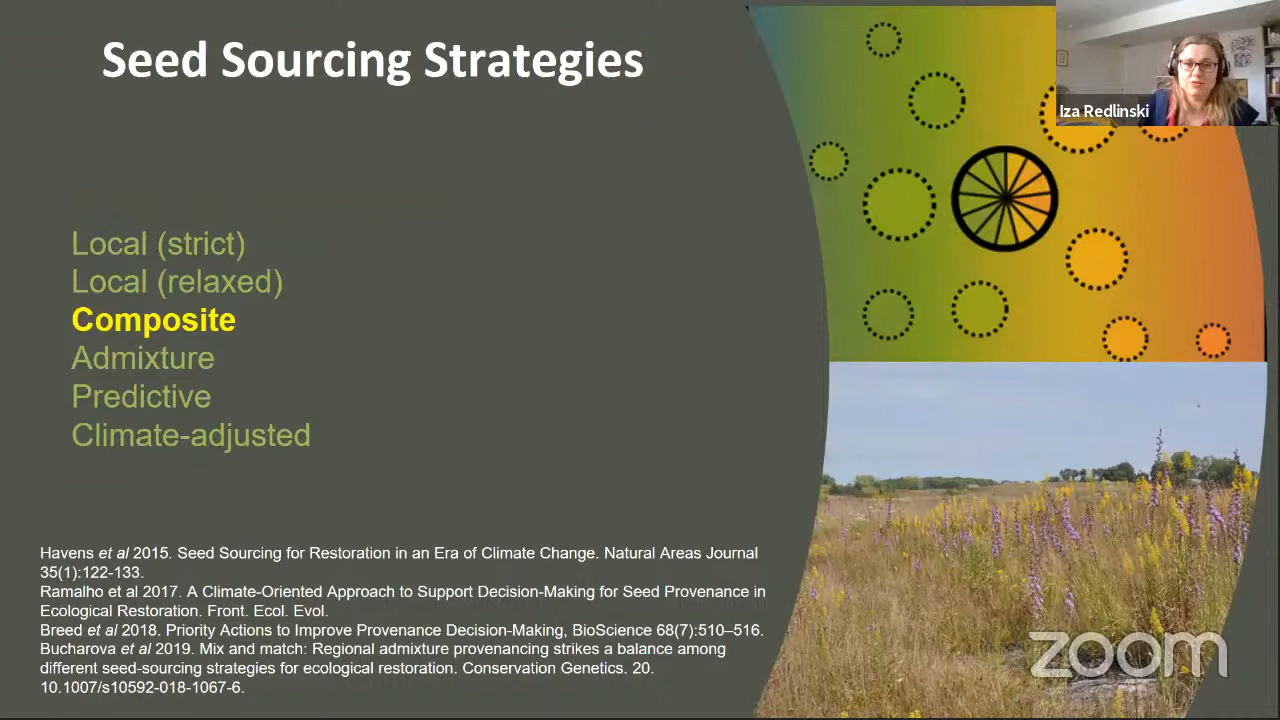 Seed Sourcing Strategies
Iza Redlinski
Local (strict)
Local (relaxed)
Composite
Admixture
Predictive
Climate-adjusted
Havens et al 2015. Seed Sourcing for Restoration in an Era of Climate Change. Natural Areas Journal
35(1):122-133.
Ramalho et al 2017. A Climate-Oriented Approach to Support Decision-Making for Seed Provenance in
Ecological Restoration. Front. Ecol. Evol.
Breed et al 2018. Priority Actions to Improve Provenance Decision-Making, BioScience 68(7):510–516.
Bucharova et al 2019. Mix and match: Regional admixture provenancing strikes a balance among
different seed-sourcing strategies for ecological restoration. Conservation Genetics. 20.
10.1007/s10592-018-1067-6.
zoom